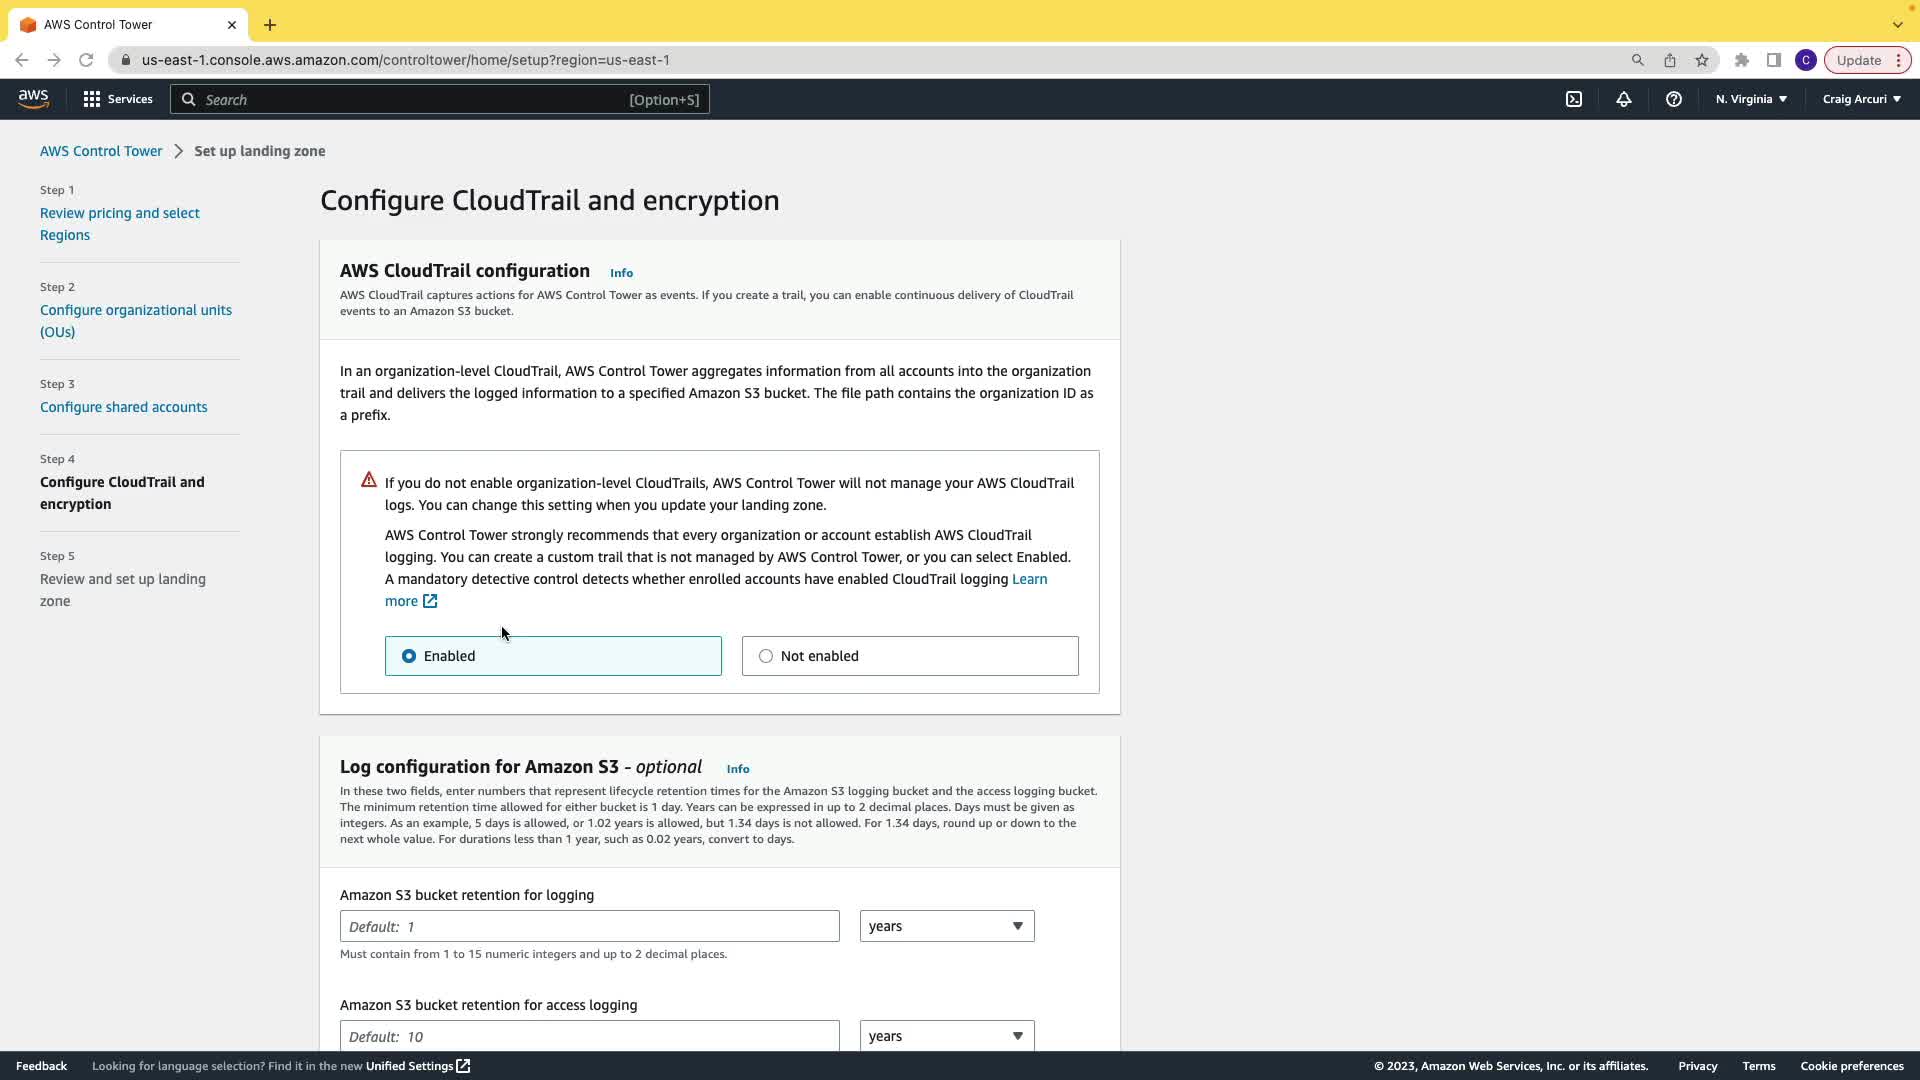 AWS Control Tower
us-east-1.console.aws.amazon.com/controltower/home/setup?region=us-east-1
C
Update
aws
Services
Search
[Option+S]
N. Virginia
Craig Arcuri
AWS Control Tower
Set up landing zone
Step 1
Review pricing and select
Regions
Step 2
Configure organizational units
(OUs)
Step 3
Configure shared accounts
Step 4
Configure CloudTrail and
encryption
Step 5
Review and set up landing
zone
Configure CloudTrail and encryption
AWS CloudTrail configuration Info
AWS CloudTrail captures actions for AWS Control Tower as events. If you create a trail, you can enable continuous delivery of CloudTrail
events to an Amazon S3 bucket.
In an organization-level CloudTrail, AWS Control Tower aggregates information from all accounts into the organization
trail and delivers the logged information to a specified Amazon S3 bucket. The file path contains the organization ID as
a prefix.
If you do not enable organization-level CloudTrails, AWS Control Tower will not manage your AWS CloudTrail
logs. You can change this setting when you update your landing zone.
AWS Control Tower strongly recommends that every organization or account establish AWS CloudTrail
logging. You can create a custom trail that is not managed by AWS Control Tower, or you can select Enabled.
A mandatory detective control detects whether enrolled accounts have enabled CloudTrail logging Learn
more
Enabled
Not enabled
Log configuration for Amazon S3 - optional Info
In these two fields, enter numbers that represent lifecycle retention times for the Amazon S3 logging bucket and the access logging bucket.
The minimum retention time allowed for either bucket is 1 day. Years can be expressed in up to 2 decimal places. Days must be given as
integers. As an example, 5 days is allowed, or 1.02 years is allowed, but 1.34 days is not allowed. For 1.34 days, round up or down to the
next whole value. For durations less than 1 year, such as 0.02 years, convert to days.
Amazon S3 bucket retention for logging
Default: 1
years
Must contain from 1 to 15 numeric integers and up to 2 decimal places.
Amazon S3 bucket retention for access logging
Default: 10
years
Feedback
Looking for language selection? Find it in the new Unified Settings
© 2023, Amazon Web Services, Inc. or its affiliates.
Privacy
Terms
Cookie preferences